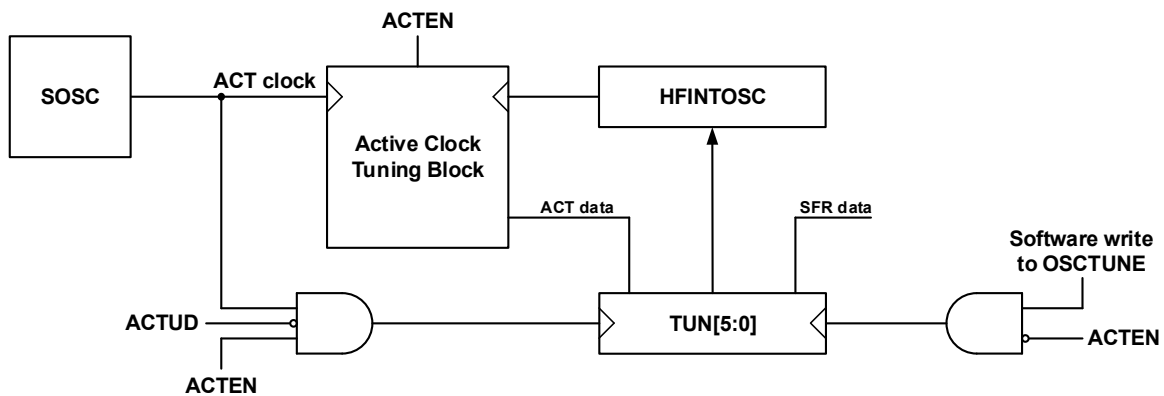 ACTEN
SOSC
ACT clock
HFINTOSC
Active Clock
Tuning Block
ACT data
SFR data
Software write
to OSCTUNE
ACTUD
TUN[5:0]
ACTEN
ACTEN